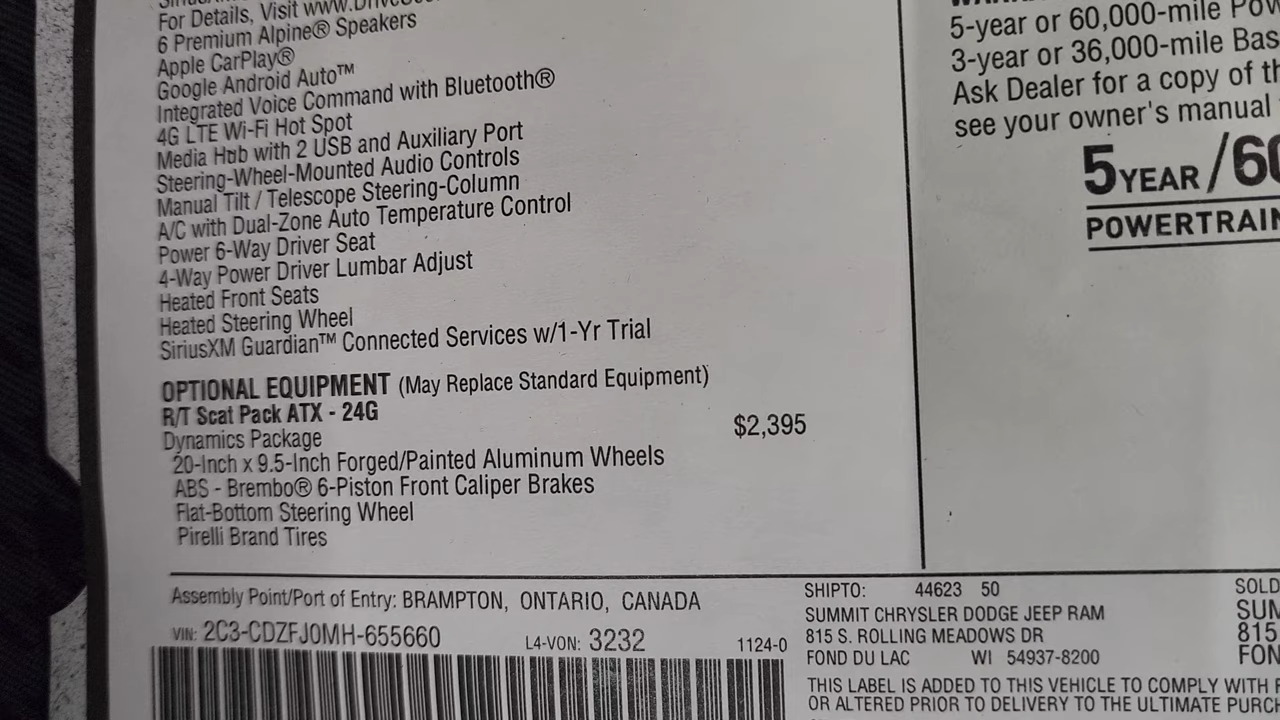 For Details, Visit www.Drive
6 Premium Alpine® Speakers
Apple CarPlay®
Google Android Auto™
Integrated Voice Command with Bluetooth®
4G LTE Wi-Fi Hot Spot
Media Hub with 2 USB and Auxiliary Port
Steering-Wheel-Mounted Audio Controls
Manual Tilt / Telescope Steering-Column
A/C with Dual-Zone Auto Temperature Control
Power 6-Way Driver Seat
4-Way Power Driver Lumbar Adjust
Heated Front Seats
Heated Steering Wheel
SiriusXM Guardian™ Connected Services w/1-Yr Trial
OPTIONAL EQUIPMENT (May Replace Standard Equipment)
R/T Scat Pack ATX - 24G
Dynamics Package $2,395
20-Inch x 9.5-Inch Forged/Painted Aluminum Wheels
ABS - Brembo® 6-Piston Front Caliper Brakes
Flat-Bottom Steering Wheel
Pirelli Brand Tires
Assembly Point/Port of Entry: BRAMPTON, ONTARIO, CANADA
VIN: 2C3-CDZFJ0MH-655660 L4-VON: 3232 1124-0
5-year or 60,000-mile Pow
3-year or 36,000-mile Bas
Ask Dealer for a copy of th
see your owner's manual
5YEAR/60
POWERTRAIN
SHIPTO: 44623 50
SUMMIT CHRYSLER DODGE JEEP RAM
815 S. ROLLING MEADOWS DR
FOND DU LAC WI 54937-8200
SOLD
SUM
815
FON
THIS LABEL IS ADDED TO THIS VEHICLE TO COMPLY WITH F
OR ALTERED PRIOR TO DELIVERY TO THE ULTIMATE PURCH